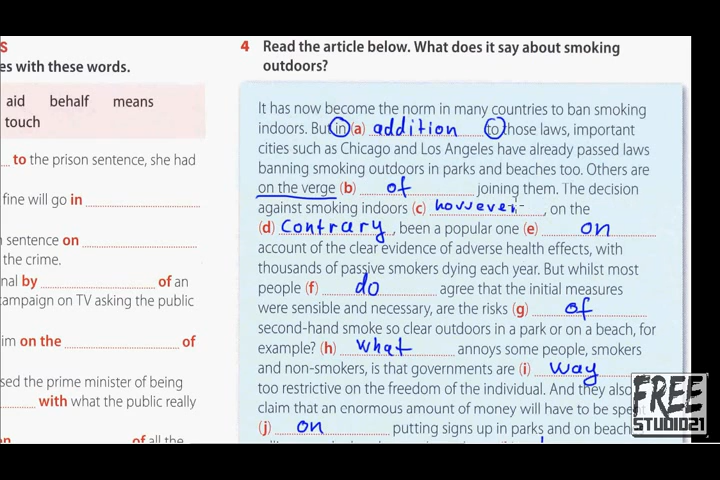 S
es with these words.
aid behalf means
touch
to the prison sentence, she had
fine will go in
n sentence on
the crime.
nal by of an
campaign on TV asking the public
im on the of
sed the prime minister of being
with what the public really
on of all the
4 Read the article below. What does it say about smoking
outdoors?
It has now become the norm in many countries to ban smoking
indoors. But in (a) addition to those laws, important
cities such as Chicago and Los Angeles have already passed laws
banning smoking outdoors in parks and beaches too. Others are
on the verge (b) of joining them. The decision
against smoking indoors (c) however, on the
(d) contrary, been a popular one (e) on
account of the clear evidence of adverse health effects, with
thousands of passive smokers dying each year. But whilst most
people (f) do agree that the initial measures
were sensible and necessary, are the risks (g) of
second-hand smoke so clear outdoors in a park or on a beach, for
example? (h) what annoys some people, smokers
and non-smokers, is that governments are (i) way
too restrictive on the freedom of the individual. And they also
claim that an enormous amount of money will have to be spe
(j) on putting signs up in parks and on beach
FREE
STUDIO21